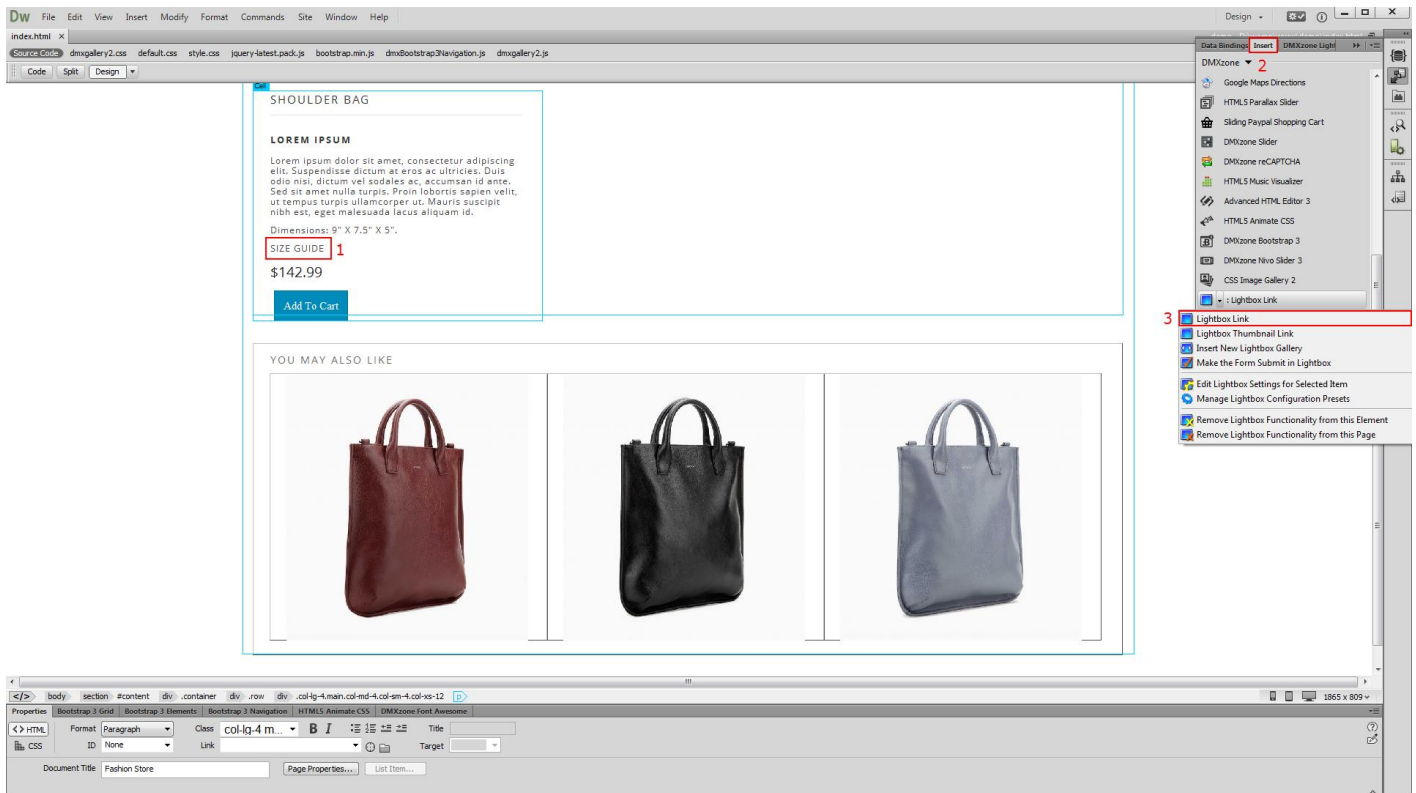 Dw File Edit View Insert Modify Format Commands Site Window Help
Design
index.html ×
Source Code dmxgallery2.css default.css style.css jquery-latest.pack.js bootstrap.min.js dmxBootstrap3Navigation.js dmxgallery2.js
Code Split Design
Cell
SHOULDER BAG
LOREM IPSUM
Lorem ipsum dolor sit amet, consectetur adipiscing
elit. Suspendisse dictum at eros ac ultricies. Duis
odio nisi, dictum vel sodales ac, accumsan id ante.
Sed sit amet nulla turpis. Proin lobortis sapien velit,
ut tempus turpis ullamcorper ut. Mauris suscipit
nibh est, eget malesuada lacus aliquam id.
Dimensions: 9" X 7.5" X 5".
SIZE GUIDE 1
$142.99
Add To Cart
YOU MAY ALSO LIKE
Data Bindings Insert DMXzone Light
DMXzone 2
Google Maps Directions
HTML5 Parallax Slider
Sliding Paypal Shopping Cart
DMXzone Slider
DMXzone reCAPTCHA
HTML5 Music Visualizer
Advanced HTML Editor 3
HTML5 Animate CSS
DMXzone Bootstrap 3
DMXzone Nivo Slider 3
CSS Image Gallery 2
: Lightbox Link
3 Lightbox Link
Lightbox Thumbnail Link
Insert New Lightbox Gallery
Make the Form Submit in Lightbox
Edit Lightbox Settings for Selected Item
Manage Lightbox Configuration Presets
Remove Lightbox Functionality from this Element
Remove Lightbox Functionality from this Page
</> body section #content div .container div .row div .col-lg-4.main.col-md-4.col-sm-4.col-xs-12 p
1865 x 809
Properties Bootstrap 3 Grid Bootstrap 3 Elements Bootstrap 3 Navigation HTML5 Animate CSS DMXzone Font Awesome
<> HTML Format Paragraph Class col-lg-4 m... B I Title
CSS ID None Link Target
Document Title Fashion Store Page Properties... List Item...